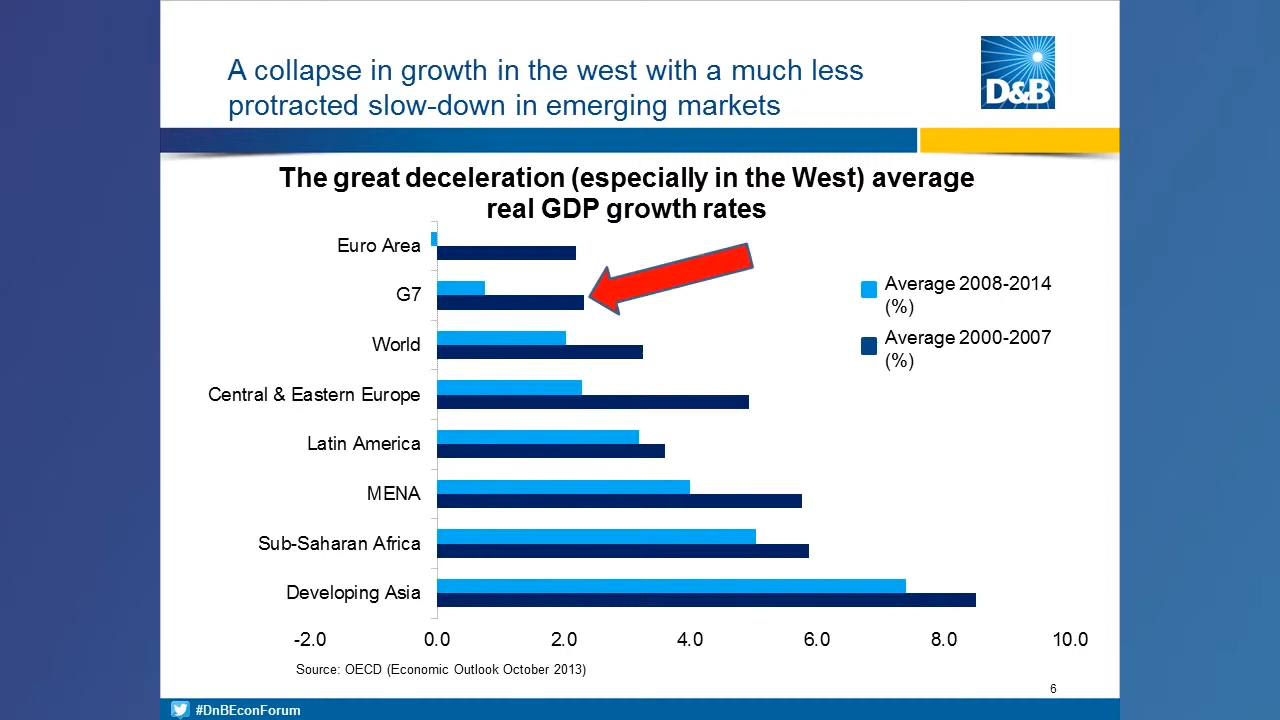 A collapse in growth in the west with a much less
protracted slow-down in emerging markets
D&B
The great deceleration (especially in the West) average
real GDP growth rates
Euro Area
G7
World
Central & Eastern Europe
Latin America
MENA
Sub-Saharan Africa
Developing Asia
Average 2008-2014
(%)
Average 2000-2007
(%)
-2.0 0.0 2.0 4.0 6.0 8.0 10.0
Source: OECD (Economic Outlook October 2013)
6
#DnBEconForum